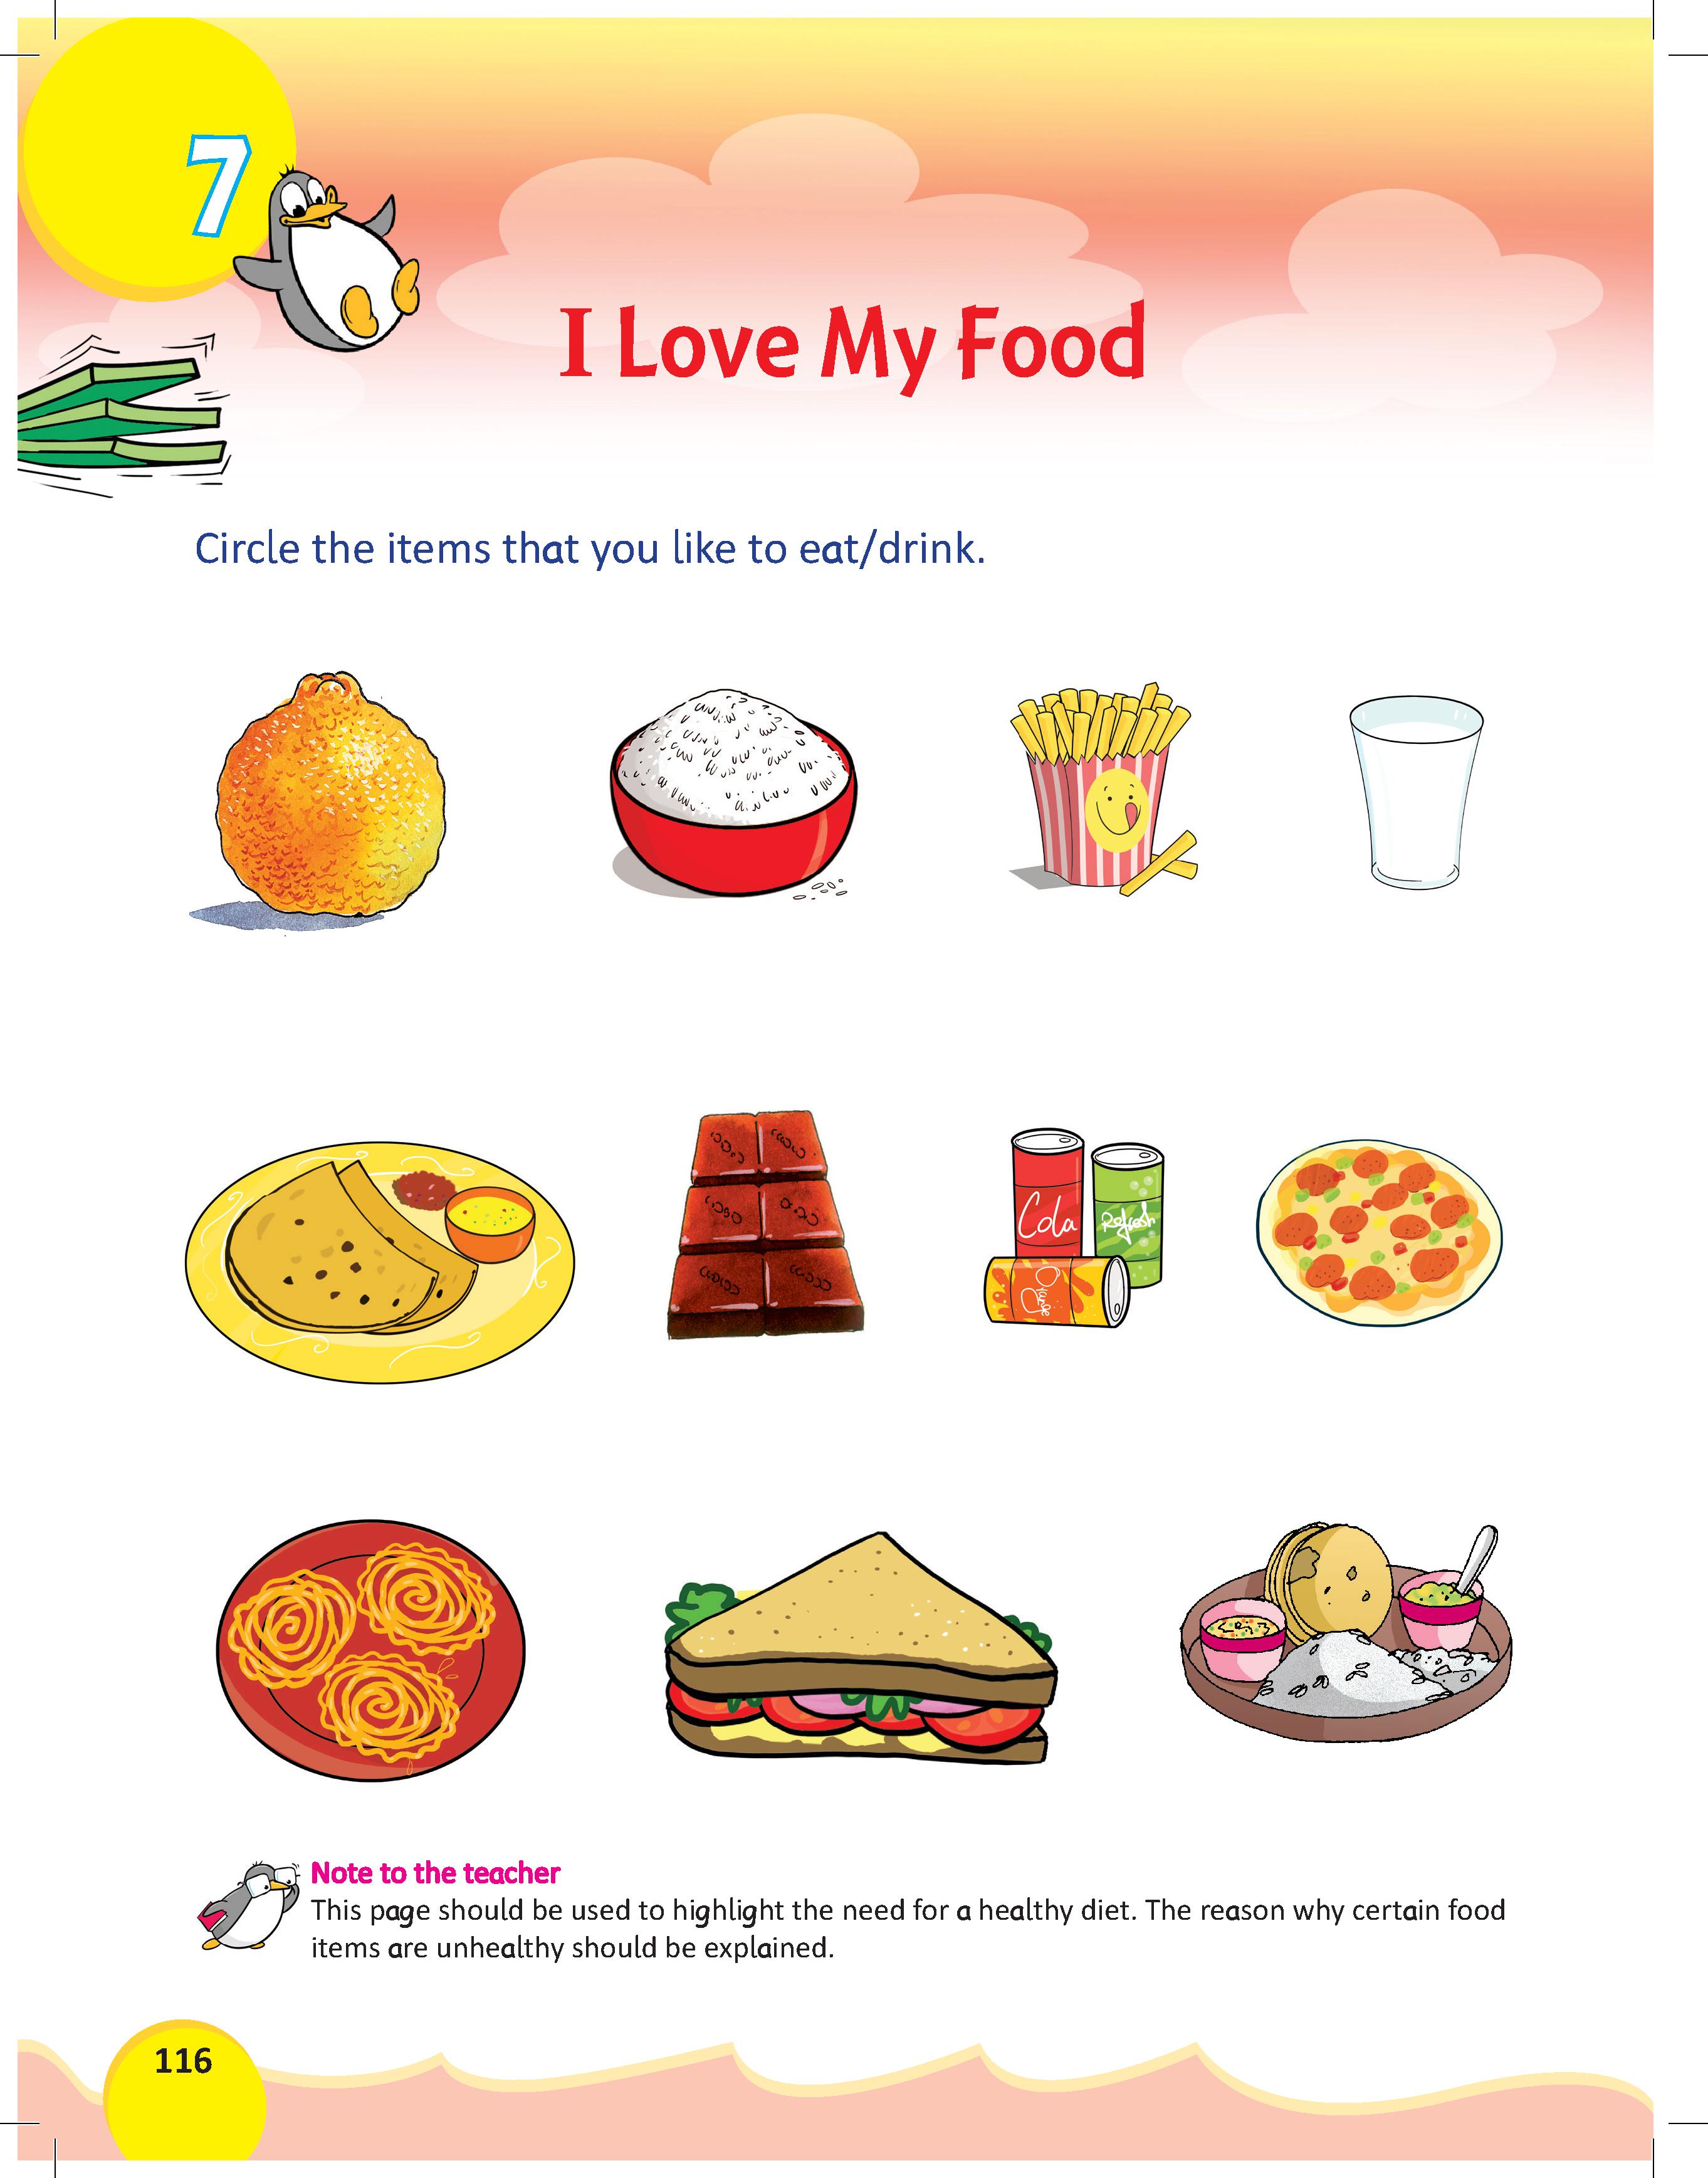 7
I Love My Food
Circle the items that you like to eat/drink.
Cola
Refresh
Orange
Note to the teacher
This page should be used to highlight the need for a healthy diet. The reason why certain food
items are unhealthy should be explained.
116